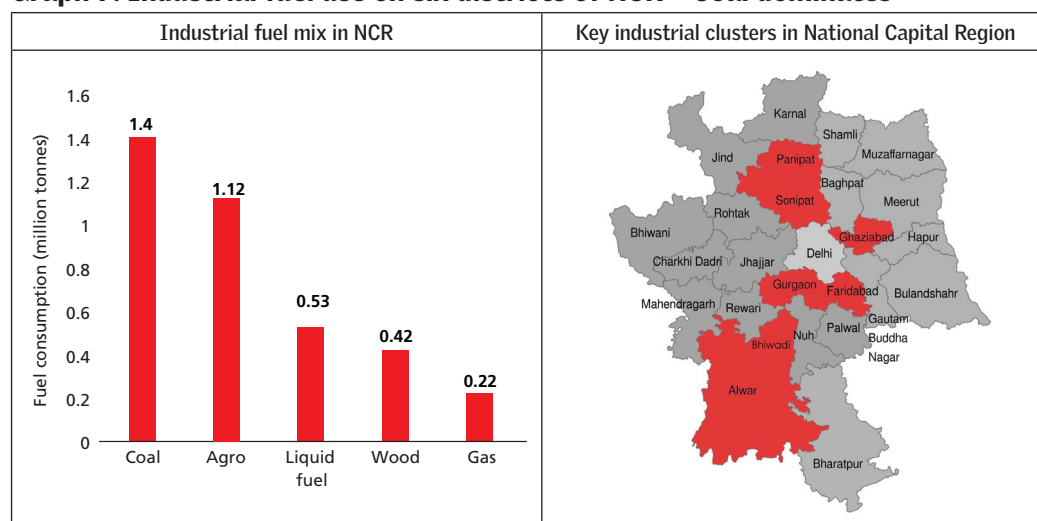 Industrial fuel mix in NCR
Key industrial clusters in National Capital Region
Fuel consumption (million tonnes)
1.6
1.4
1.2
1
0.8
0.6
0.4
0.2
0
1.4
1.12
0.53
0.42
0.22
Coal
Agro
Liquid
fuel
Wood
Gas
Karnal
Shamli
Muzaffarnagar
Panipat
Jind
Baghpat
Meerut
Sonipat
Rohtak
Bhiwani
Ghaziabad
Hapur
Delhi
Charkhi Dadri
Jhajjar
Gurgaon
Faridabad
Bulandshahr
Mahendragarh
Rewari
Gautam
Buddha
Nagar
Palwal
Nuh
Bhiwadi
Alwar
Bharatpur